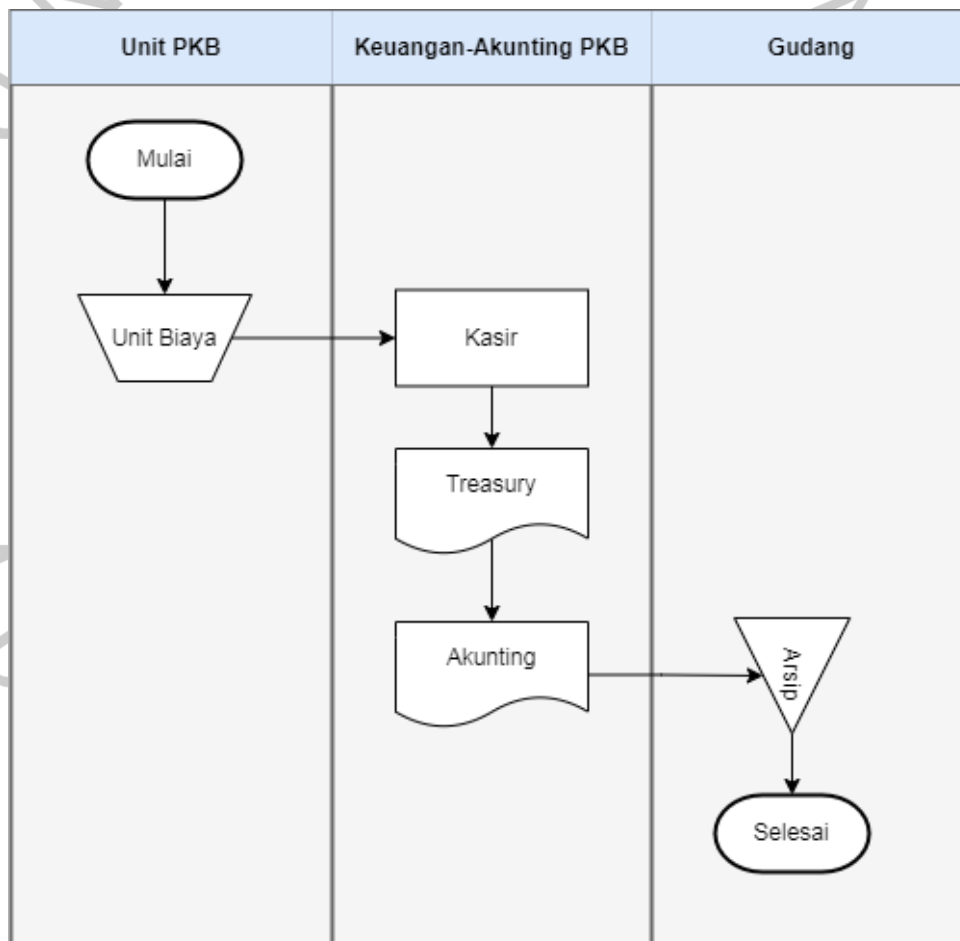 Unit PKB
Keuangan-Akunting PKB
Gudang
Mulai
Unit Biaya
Kasir
Treasury
Akunting
Arsip
Selesai